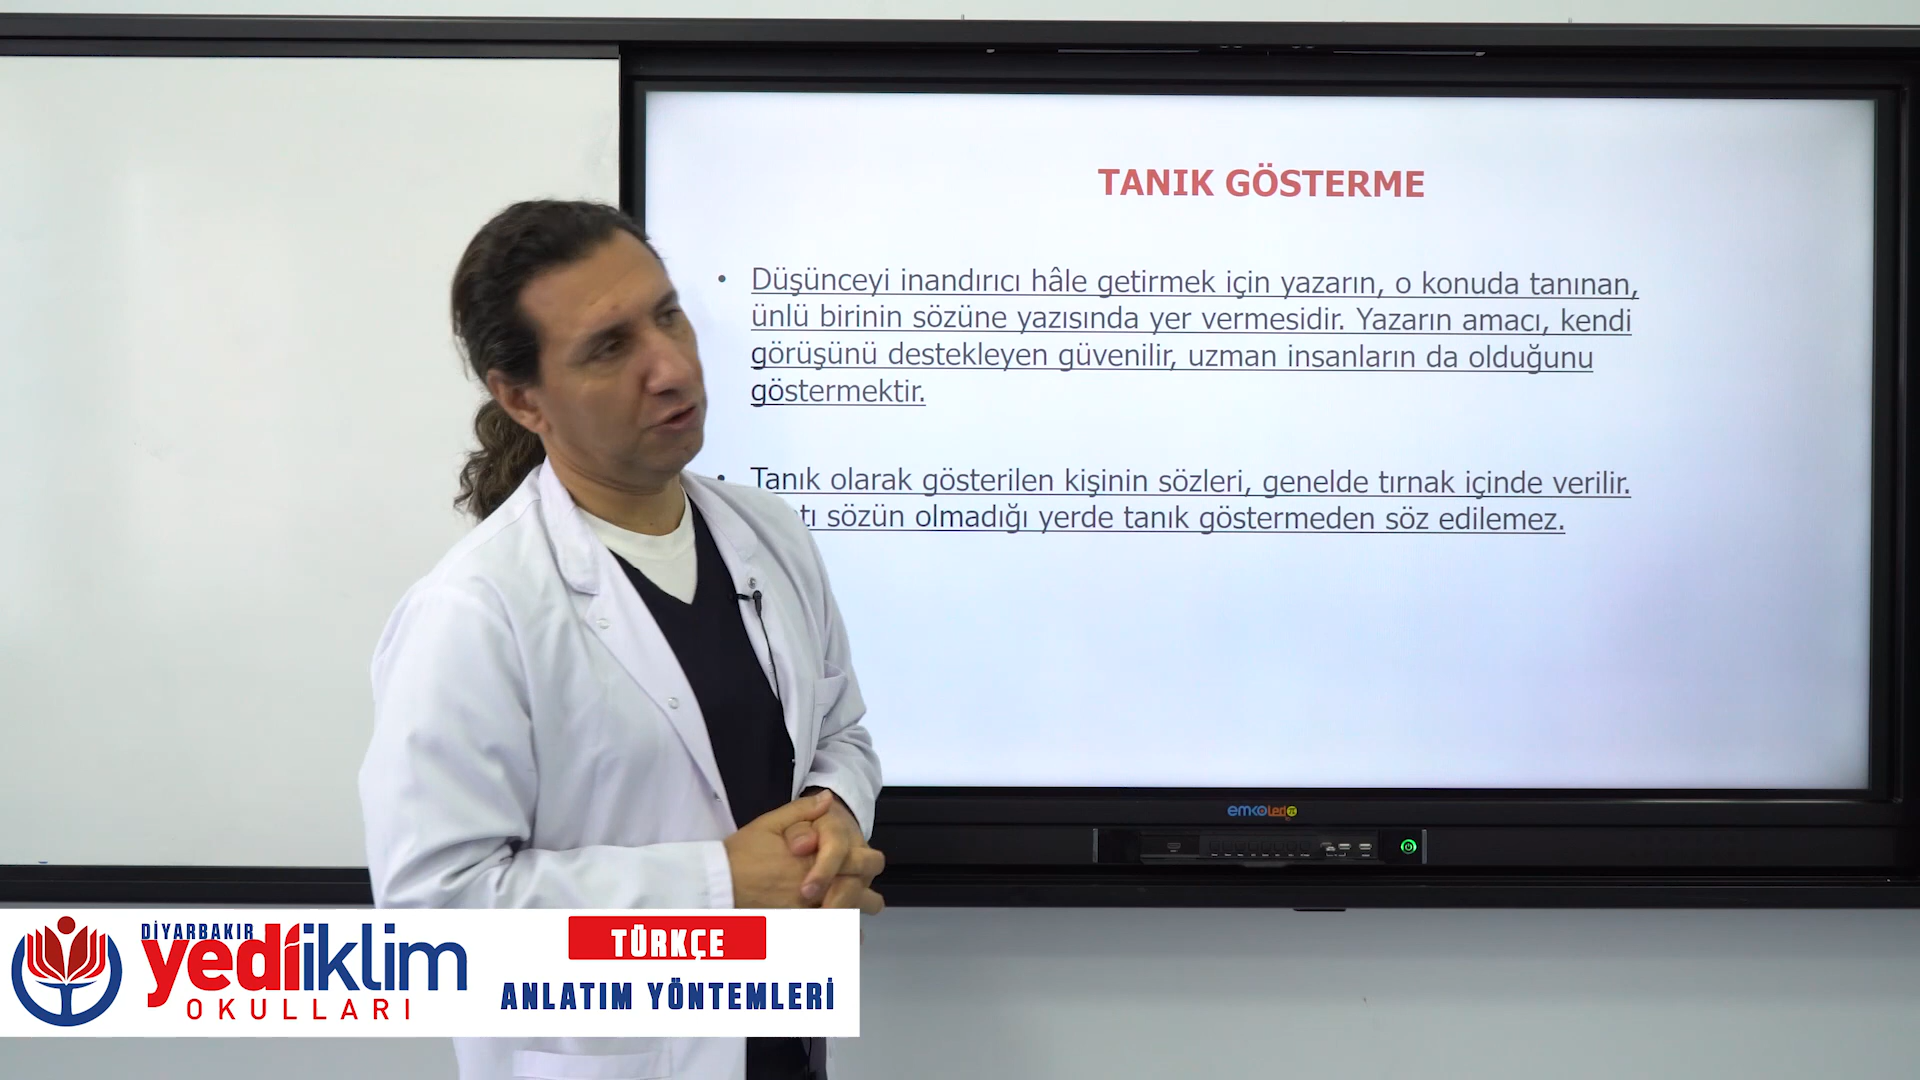 TANIK GÖSTERME
• Düşünceyi inandırıcı hâle getirmek için yazarın, o konuda tanınan,
ünlü birinin sözüne yazısında yer vermesidir. Yazarın amacı, kendi
görüşünü destekleyen güvenilir, uzman insanların da olduğunu
göstermektir.
• Tanık olarak gösterilen kişinin sözleri, genelde tırnak içinde verilir.
sözün olmadığı yerde tanık göstermeden söz edilemez.
emkoled
DİYARBAKIR
yediiklim
OKULLARI
TÜRKÇE
ANLATIM YÖNTEMLERİ